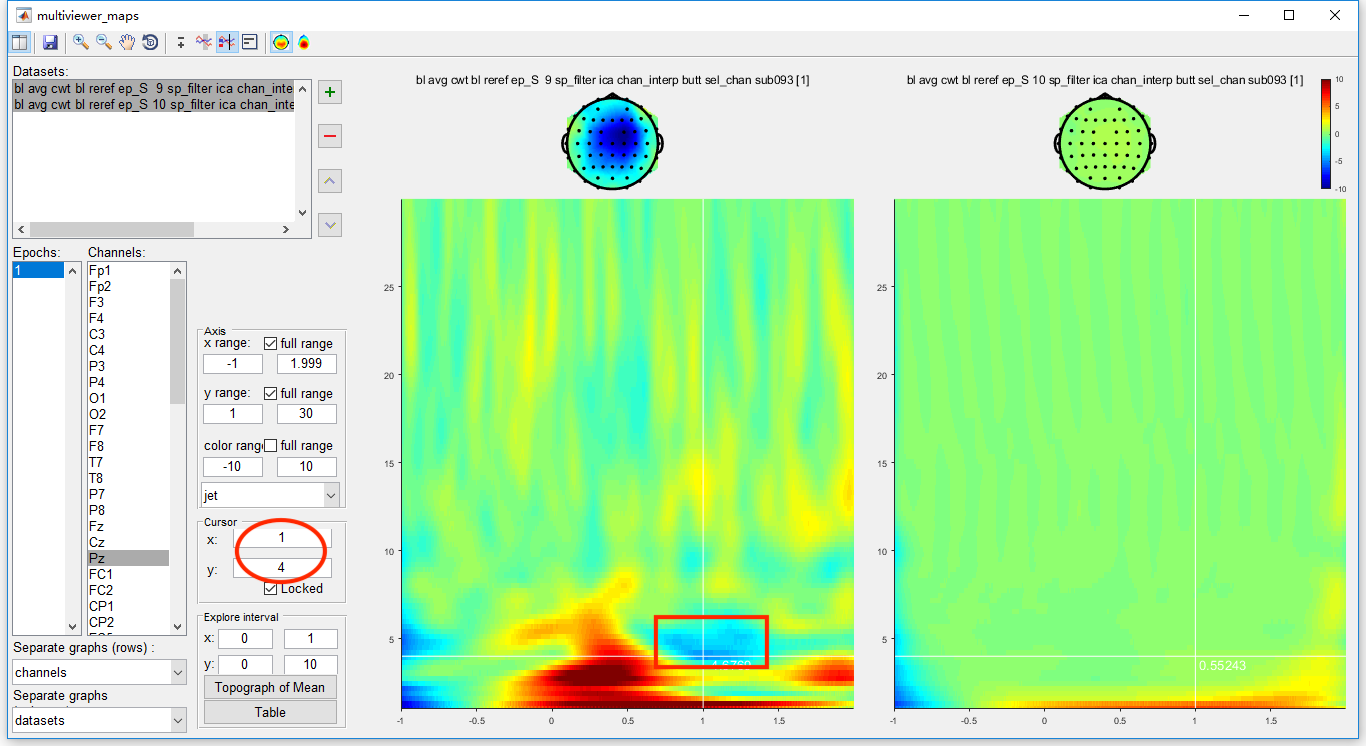 multiviewer_maps
Datasets:
bl avg cwt bl reref ep_S  9 sp_filter ica chan_inte
bl avg cwt bl reref ep_S 10 sp_filter ica chan_inte
Epochs:
1
Channels:
Fp1
Fp2
F3
F4
C3
C4
P3
P4
O1
O2
F7
F8
T7
T8
P7
P8
Fz
Cz
Pz
FC1
FC2
CP1
CP2
Separate graphs (rows) :
channels
Separate graphs
datasets
Axis
x range: full range
-1 1.999
y range: full range
1 30
color rang full range
-10 10
jet
Cursor
x: 1
y: 4
Locked
Explore interval
x: 0 1
y: 0 10
Topograph of Mean
Table
bl avg cwt bl reref ep_S  9 sp_filter ica chan_interp butt sel_chan sub093 [1]
25
20
15
10
5
-1 -0.5 0 0.5 1 1.5
bl avg cwt bl reref ep_S 10 sp_filter ica chan_interp butt sel_chan sub093 [1]
10
5
0
-5
-10
25
20
15
10
5
0.55243
-1 -0.5 0 0.5 1 1.5